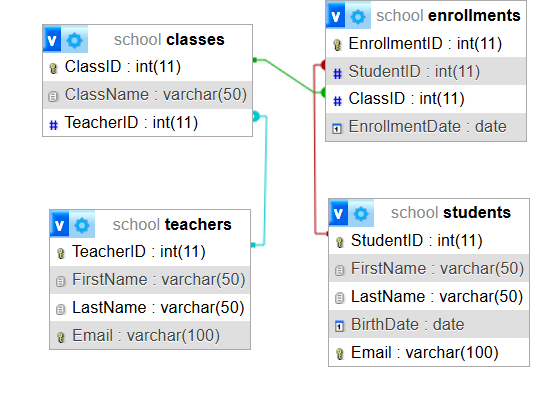 v school classes
ClassID : int(11)
ClassName : varchar(50)
# TeacherID : int(11)
v school enrollments
EnrollmentID : int(11)
# StudentID : int(11)
# ClassID : int(11)
EnrollmentDate : date
v school teachers
TeacherID : int(11)
FirstName : varchar(50)
LastName : varchar(50)
Email : varchar(100)
v school students
StudentID : int(11)
FirstName : varchar(50)
LastName : varchar(50)
BirthDate : date
Email : varchar(100)